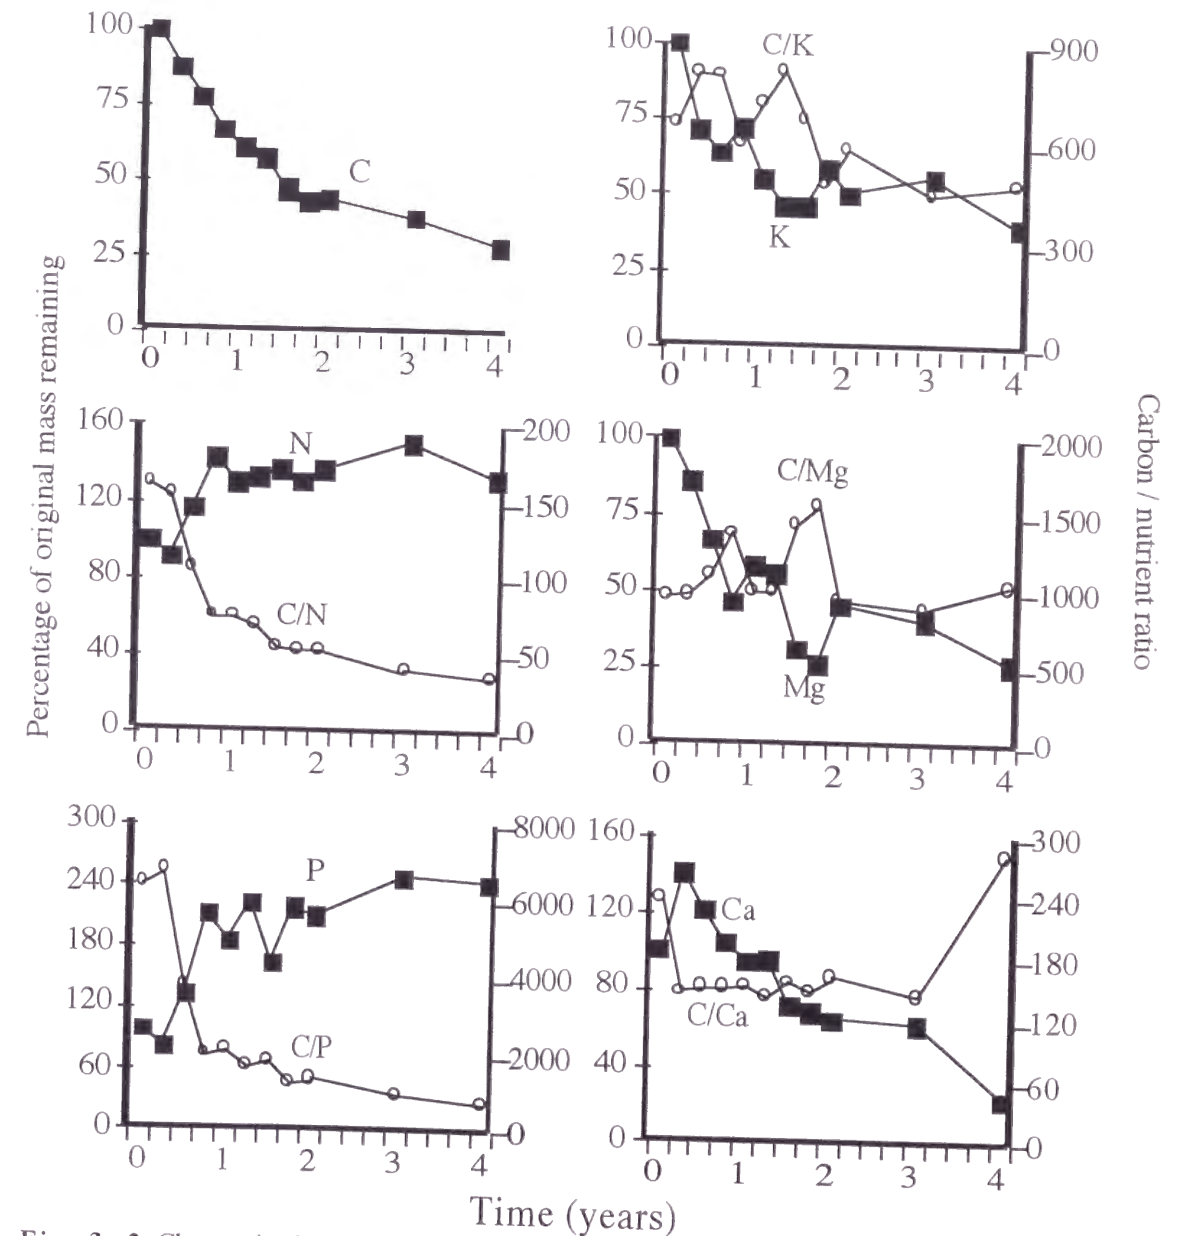 100
75
50
25
0
C
0 1 2 3 4
100
75
50
25
0
C/K
K
900
600
300
0
0 1 2 3 4
160
120
80
40
0
N
C/N
200
150
100
50
0
0 1 2 3 4
100
75
50
25
0
C/Mg
Mg
2000
1500
1000
500
0
0 1 2 3 4
300
240
180
120
60
0
P
C/P
8000
6000
4000
2000
0
0 1 2 3 4
160
120
80
40
0
Ca
C/Ca
300
240
180
120
60
0
0 1 2 3 4
Percentage of original mass remaining
Carbon / nutrient ratio
Time (years)